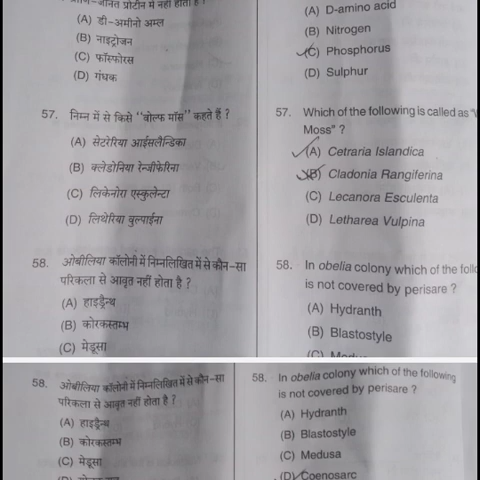 (A) डी-अमीनो अम्ल
(B) नाइट्रोजन
(C) फॉस्फोरस
(D) गंधक
57. निम्न में से किसे "वोल्फ मॉस" कहते हैं ?
(A) सेटरेरिया आईसलैन्डिका
(B) क्लेडोनिया रेन्जीफेरिना
(C) लिकेनोरा एस्कुलेन्टा
(D) लिथेरिया वुल्पाईना
58. ओबीलिया कॉलोनी में निम्नलिखित में से कौन-सा
परिकला से आवृत नहीं होता है ?
(A) हाइड्रैन्थ
(B) कोरकस्तम्भ
(C) मेडूसा
(A) D-amino acid
(B) Nitrogen
(C) Phosphorus
(D) Sulphur
57. Which of the following is called as
Moss" ?
(A) Cetraria Islandica
(B) Cladonia Rangiferina
(C) Lecanora Esculenta
(D) Letharea Vulpina
58. In obelia colony which of the
is not covered by perisare ?
(A) Hydranth
(B) Blastostyle
58. ओबीलिया कॉलोनी में निम्नलिखित में से कौन-सा
परिकला से आवृत नहीं होता है ?
(A) हाइड्रैन्थ
(B) कोरकस्तम्भ
(C) मेडूसा
58. In obelia colony which of the following
is not covered by perisare ?
(A) Hydranth
(B) Blastostyle
(C) Medusa
(D) Coenosarc